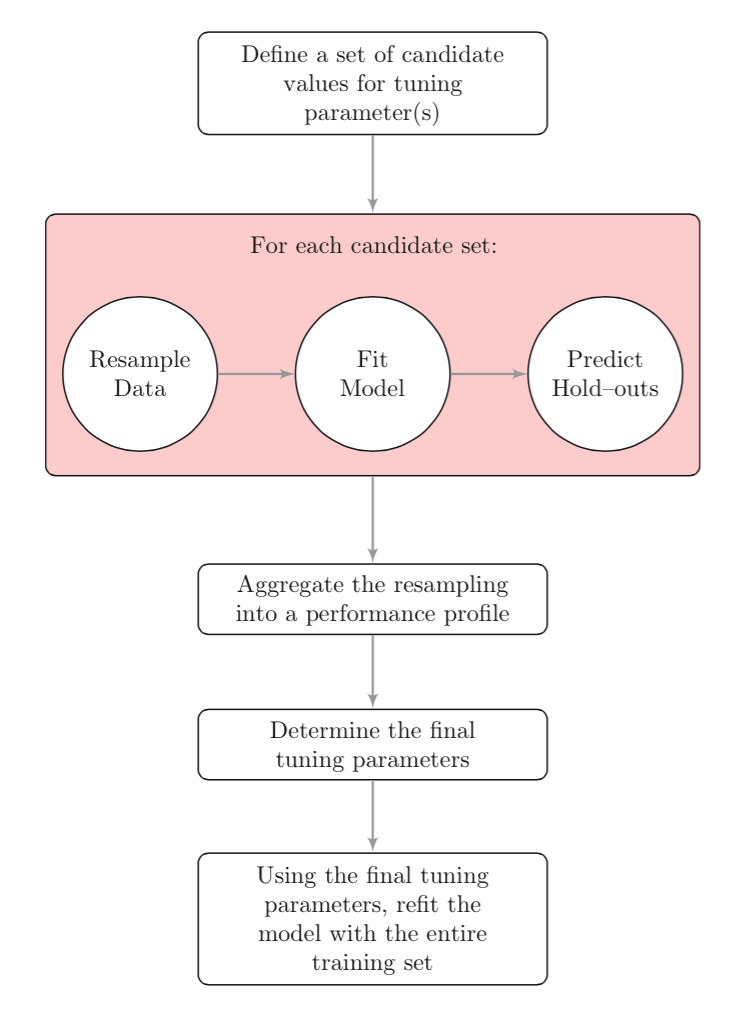 Define a set of candidate
values for tuning
parameter(s)
For each candidate set:
Resample
Data
Fit
Model
Predict
Hold–outs
Aggregate the resampling
into a performance profile
Determine the final
tuning parameters
Using the final tuning
parameters, refit the
model with the entire
training set